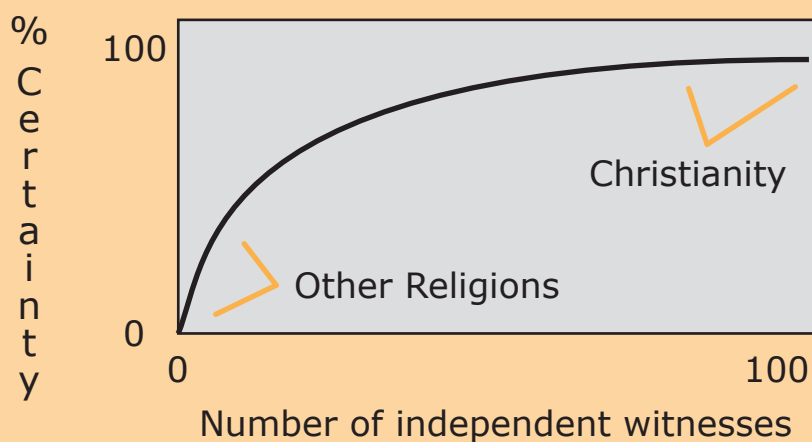 % Certainty
100
0
Christianity
Other Religions
0
100
Number of independent witnesses